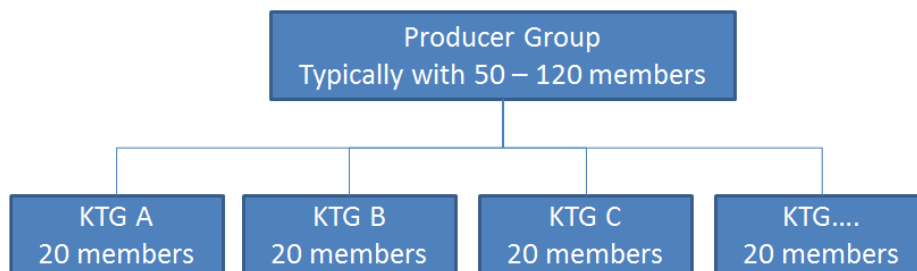 Producer Group
Typically with 50 – 120 members
KTG A
20 members
KTG B
20 members
KTG C
20 members
KTG....
20 members